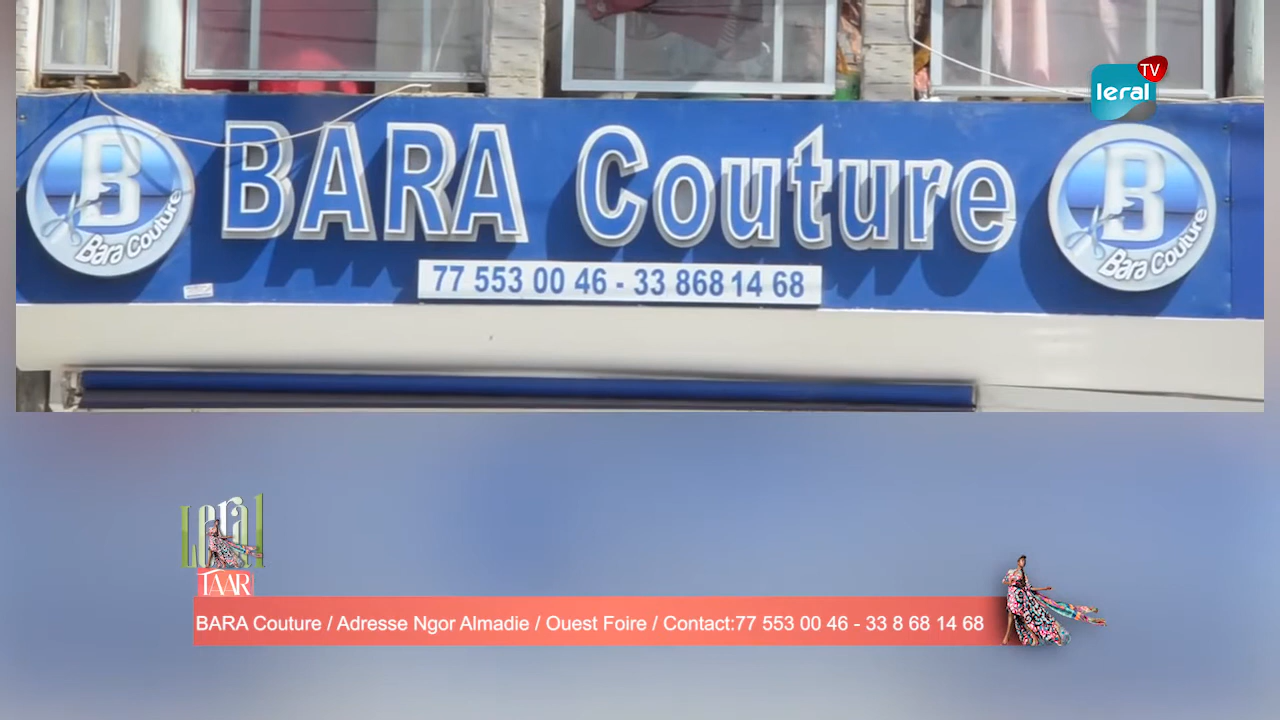 leral TV
B
Bara Couture
BARA Couture
B
Bara Couture
77 553 00 46 - 33 868 14 68
Leral
TAAR
BARA Couture / Adresse Ngor Almadie / Ouest Foire / Contact:77 553 00 46 - 33 8 68 14 68